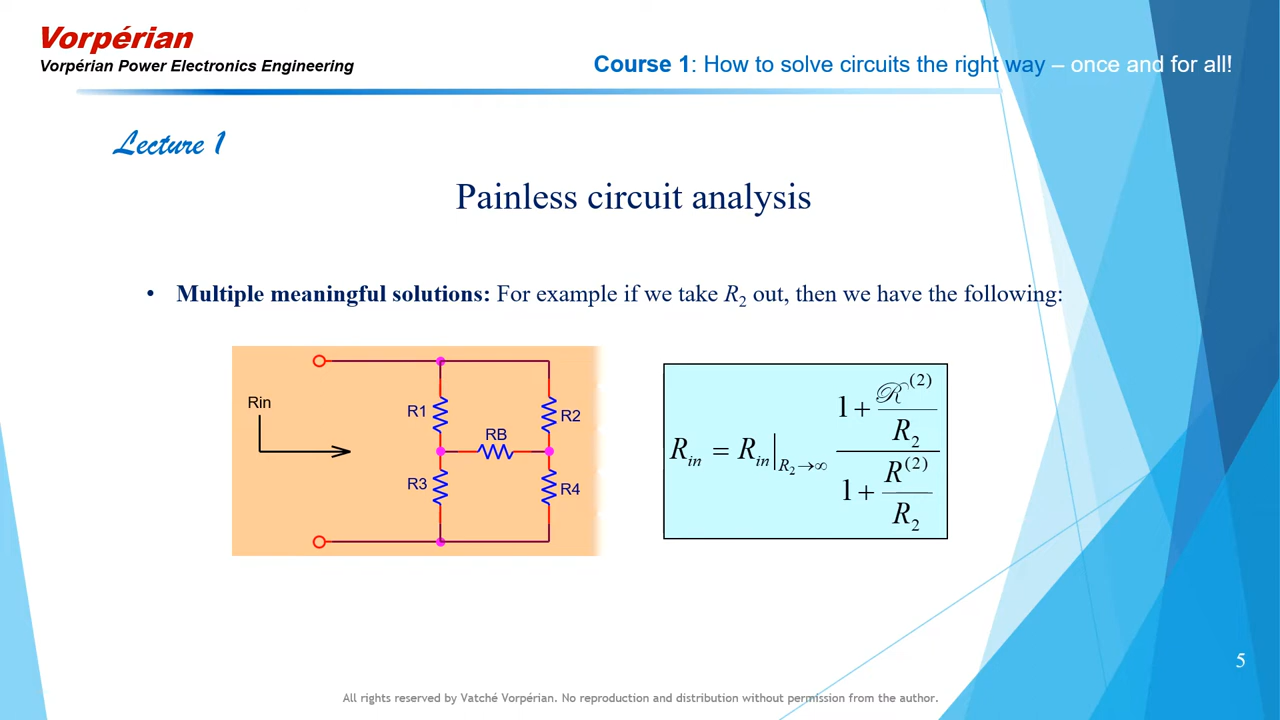 Vorpérian
Vorpérian Power Electronics Engineering
Course 1: How to solve circuits the right way – once and for all!
Lecture 1
Painless circuit analysis
• Multiple meaningful solutions: For example if we take R₂ out, then we have the following:
Rin
R1
R2
RB
R3
R4
R_in = R_in|_{R₂→∞} (1 + ℛ^(2)/R₂) / (1 + R^(2)/R₂)
5
All rights reserved by Vatché Vorpérian. No reproduction and distribution without permission from the author.